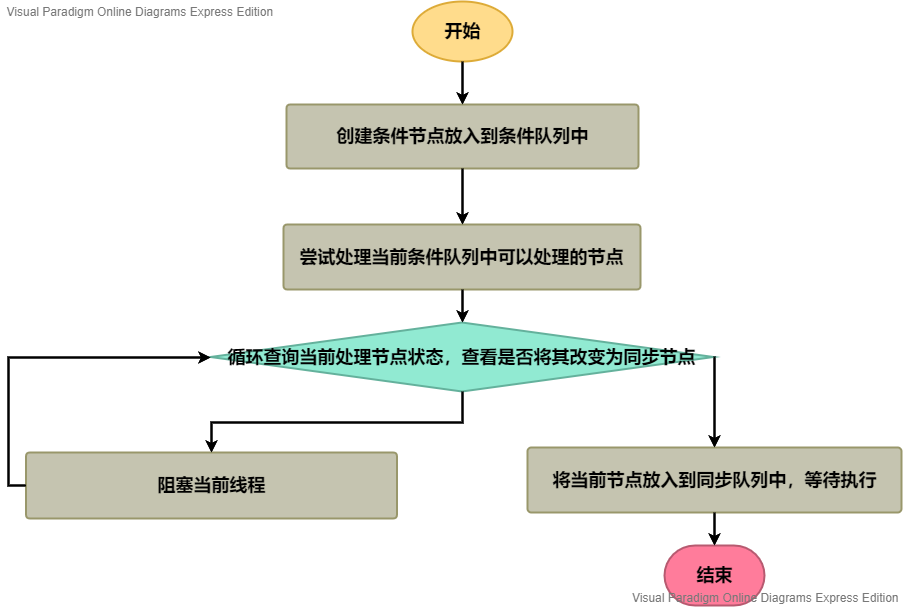 Visual Paradigm Online Diagrams Express Edition
开始
创建条件节点放入到条件队列中
尝试处理当前条件队列中可以处理的节点
循环查询当前处理节点状态，查看是否将其改变为同步节点
阻塞当前线程
将当前节点放入到同步队列中，等待执行
结束
Visual Paradigm Online Diagrams Express Edition